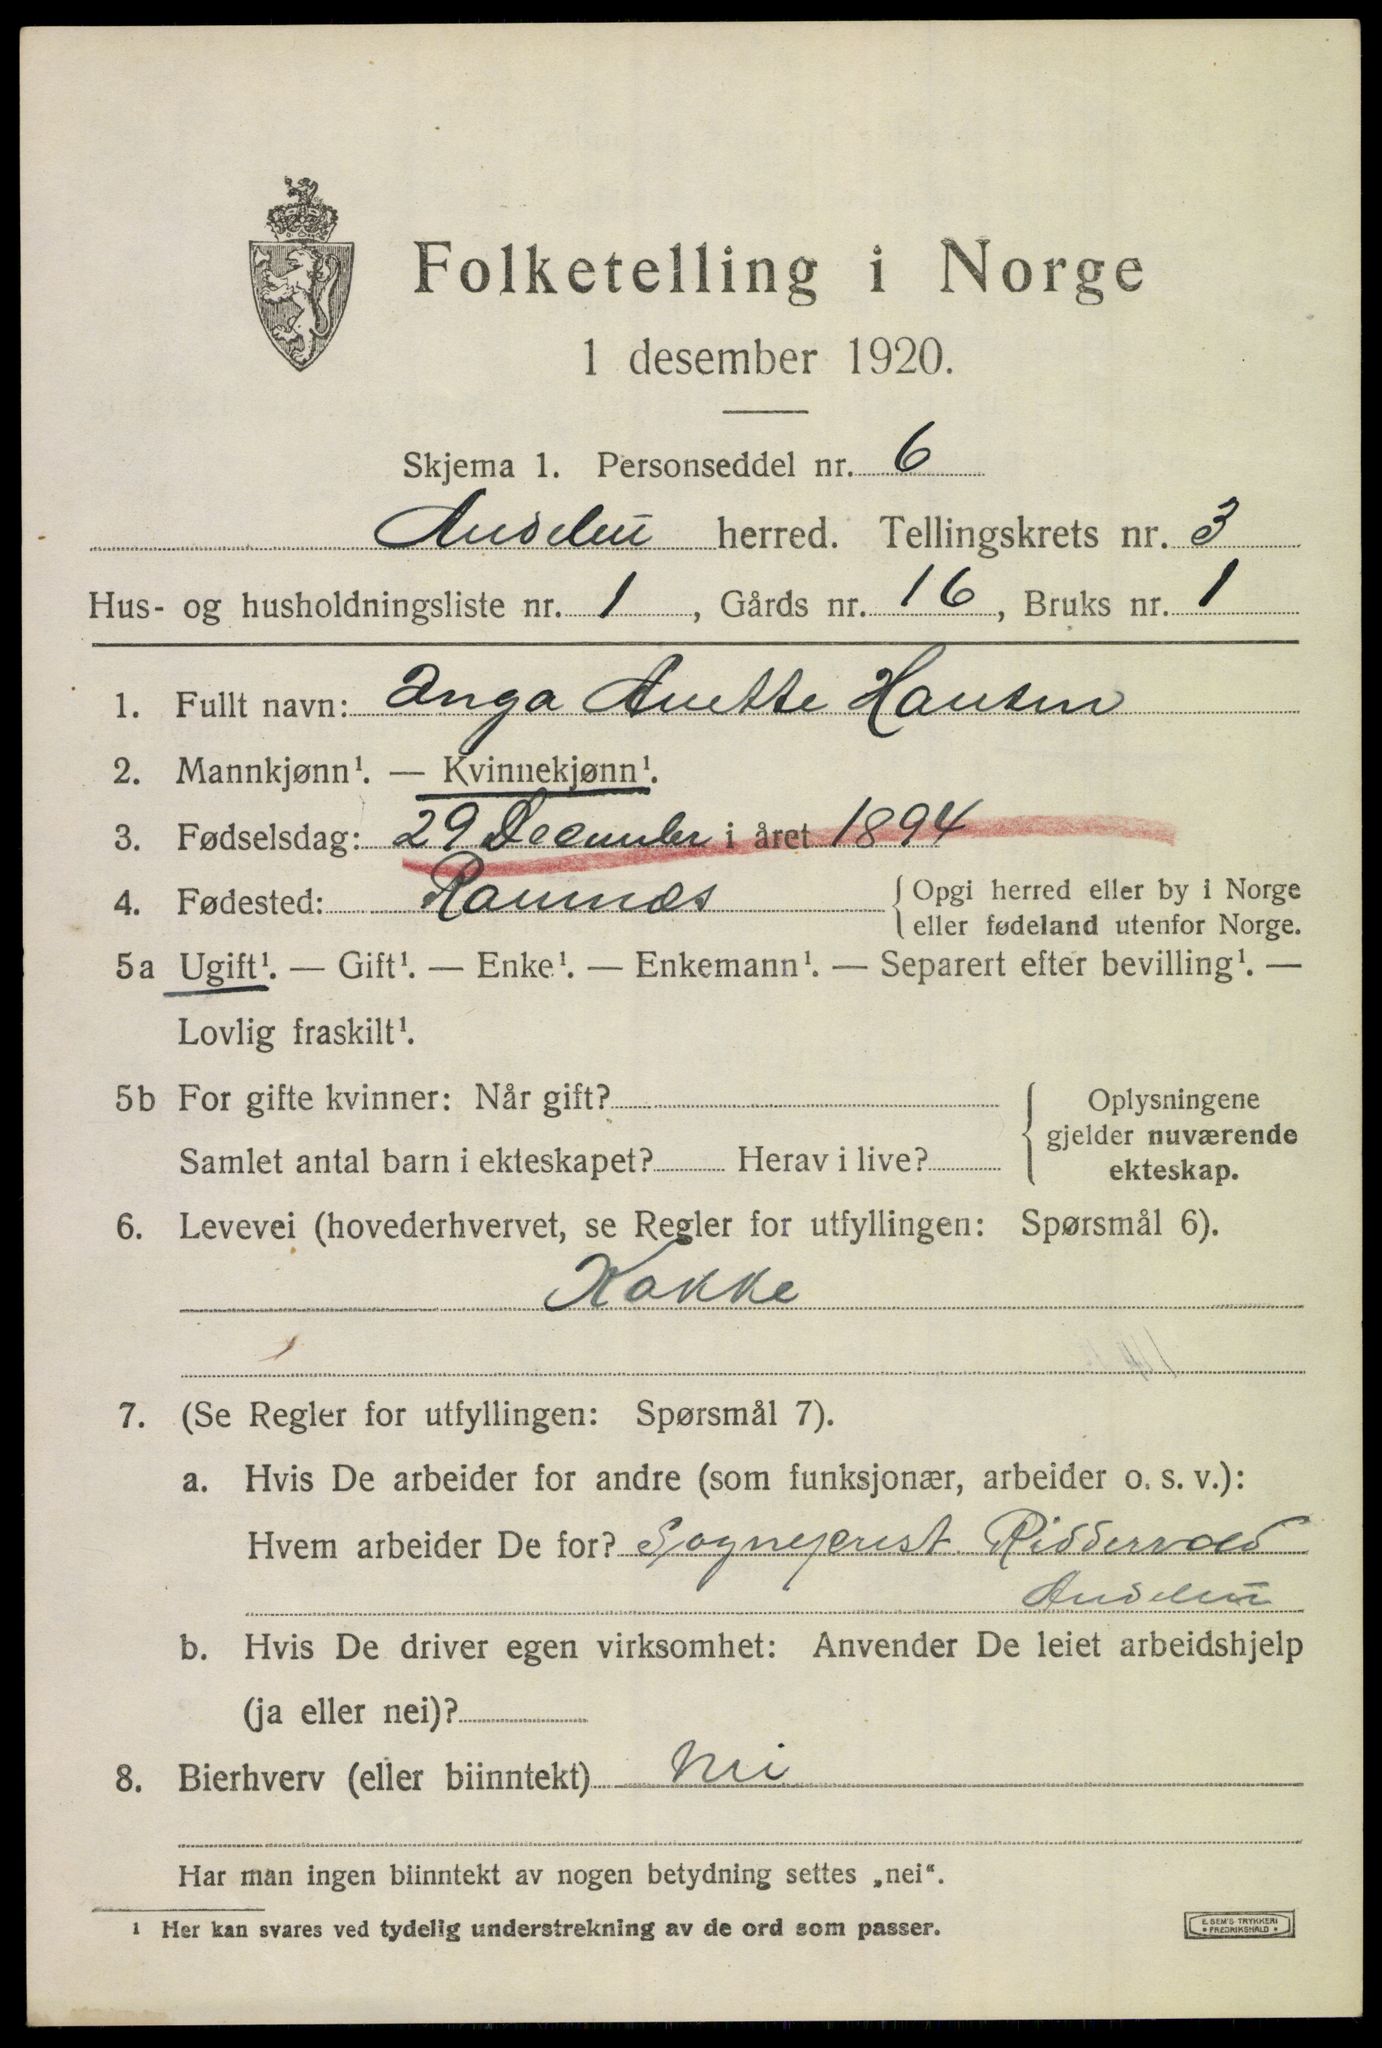 Folketelling i Norge
1 desember 1920.
Skjema 1. Personseddel nr. 6
Andebu herred. Tellingskrets nr. 3
Hus- og husholdningsliste nr. 1, Gårds nr. 16, Bruks nr. 1
1. Fullt navn: Inga Anette Hansen
2. Mannkjønn¹. — Kvinnekjønn¹.
3. Fødselsdag: 29 December i året 1894
4. Fødested: Ramnæs { Opgi herred eller by i Norge
eller fødeland utenfor Norge.
5a Ugift¹. — Gift¹. — Enke¹. — Enkemann¹. — Separert efter bevilling¹. —
Lovlig fraskilt¹.
5b For gifte kvinner: Når gift? { Oplysningene
gjelder nuværende
Samlet antal barn i ekteskapet? Herav i live? ekteskap.
6. Levevei (hovederhvervet, se Regler for utfyllingen: Spørsmål 6).
Kokke
7. (Se Regler for utfyllingen: Spørsmål 7).
a. Hvis De arbeider for andre (som funksjonær, arbeider o. s. v.):
Hvem arbeider De for? Sogneprest Riddervold
Andebu
b. Hvis De driver egen virksomhet: Anvender De leiet arbeidshjelp
(ja eller nei)?
8. Bierhverv (eller biinntekt) Nei
Har man ingen biinntekt av nogen betydning settes „nei“.
¹ Her kan svares ved tydelig understrekning av de ord som passer.
E. SEM'S TRYKKERI
• FREDRIKSHALD •